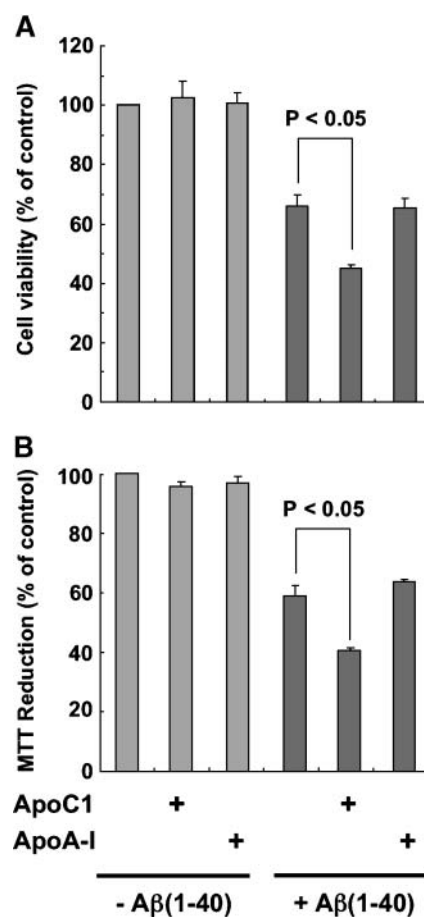 A
120
100
80
60
40
20
0
Cell viability (% of control)
P < 0.05
B
100
80
60
40
20
0
MTT Reduction (% of control)
P < 0.05
ApoC1 + +
ApoA-I + +
- Aβ(1-40) + Aβ(1-40)